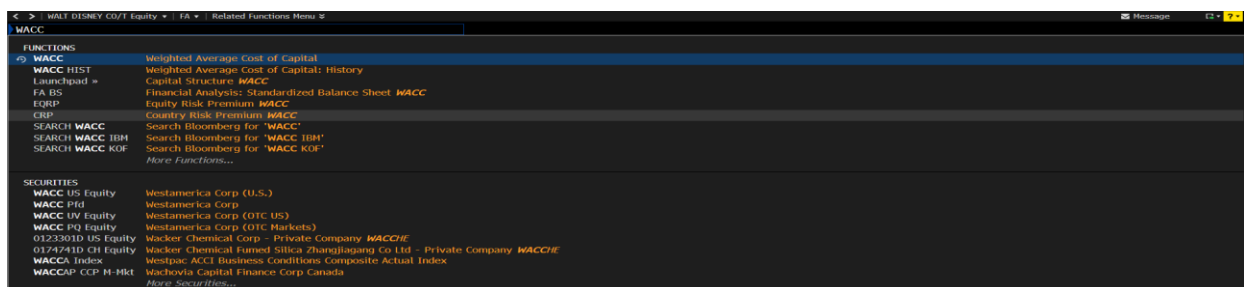 < > WALT DISNEY CO/T Equity ▾ FA ▾ Related Functions Menu ⌄ Message ?
WACC
FUNCTIONS
WACC Weighted Average Cost of Capital
WACC HIST Weighted Average Cost of Capital: History
Launchpad » Capital Structure WACC
FA BS Financial Analysis: Standardized Balance Sheet WACC
EQRP Equity Risk Premium WACC
CRP Country Risk Premium WACC
SEARCH WACC Search Bloomberg for 'WACC'
SEARCH WACC IBM Search Bloomberg for 'WACC IBM'
SEARCH WACC KOF Search Bloomberg for 'WACC KOF'
More Functions...
SECURITIES
WACC US Equity Westamerica Corp (U.S.)
WACC Pfd Westamerica Corp
WACC UV Equity Westamerica Corp (OTC US)
WACC PQ Equity Westamerica Corp (OTC Markets)
0123301D US Equity Wacker Chemical Corp - Private Company WACCHE
0174741D CH Equity Wacker Chemical Fumed Silica Zhangjiagang Co Ltd - Private Company WACCHE
WACCA Index Westpac ACCI Business Conditions Composite Actual Index
WACCAP CCP M-Mkt Wachovia Capital Finance Corp Canada
More Securities...